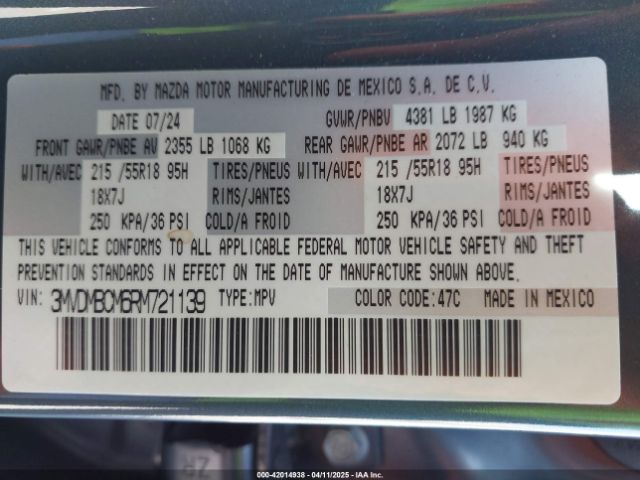 MFD. BY MAZDA MOTOR MANUFACTURING DE MEXICO S.A. DE C.V.
DATE 07/24 GVWR/PNBV 4381 LB 1987 KG
FRONT GAWR/PNBE AV 2355 LB 1068 KG REAR GAWR/PNBE AR 2072 LB 940 KG
WITH/AVEC 215 /55R18 95H TIRES/PNEUS WITH/AVEC 215 /55R18 95H TIRES/PNEUS
18X7J RIMS/JANTES 18X7J RIMS/JANTES
250 KPA/36 PSI COLD/A FROID 250 KPA/36 PSI COLD/A FROID
THIS VEHICLE CONFORMS TO ALL APPLICABLE FEDERAL MOTOR VEHICLE SAFETY AND THEFT
PREVENTION STANDARDS IN EFFECT ON THE DATE OF MANUFACTURE SHOWN ABOVE.
VIN: 3MVDMBCM6RM721139 TYPE:MPV COLOR CODE:47C MADE IN MEXICO
ZR
000-42014938 - 04/11/2025 - IAA Inc.